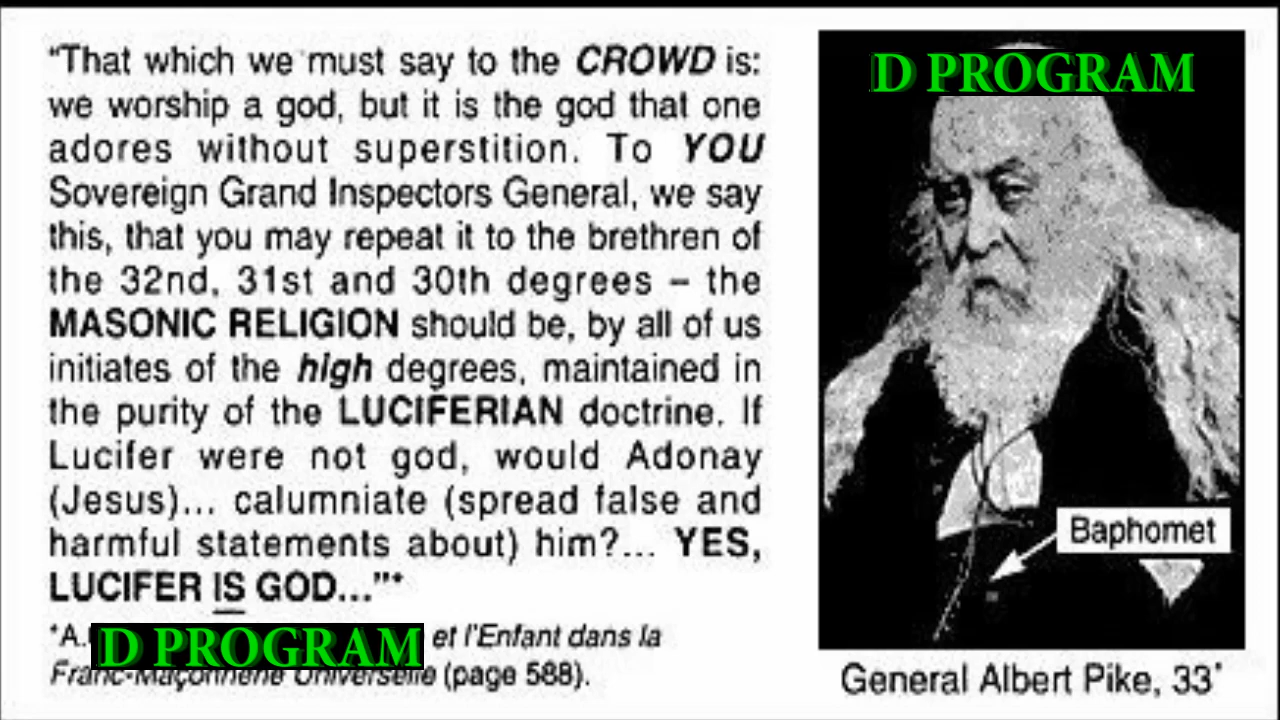 “That which we must say to the CROWD is:
we worship a god, but it is the god that one
adores without superstition. To YOU
Sovereign Grand Inspectors General, we say
this, that you may repeat it to the brethren of
the 32nd, 31st and 30th degrees – the
MASONIC RELIGION should be, by all of us
initiates of the high degrees, maintained in
the purity of the LUCIFERIAN doctrine. If
Lucifer were not god, would Adonay
(Jesus)... calumniate (spread false and
harmful statements about) him?... YES,
LUCIFER IS GOD...”*
*A. D PROGRAM et l'Enfant dans la
Franc-Maçonnerie Universelle (page 588).
D PROGRAM
Baphomet
General Albert Pike, 33°